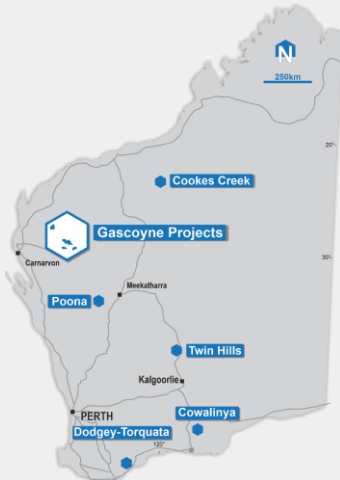 N
250km
20°
Cookes Creek
Gascoyne Projects
Carnarvon
30°
Meekatharra
Poona
Twin Hills
Kalgoorlie
Cowalinya
PERTH
Dodgey-Torquata
120°